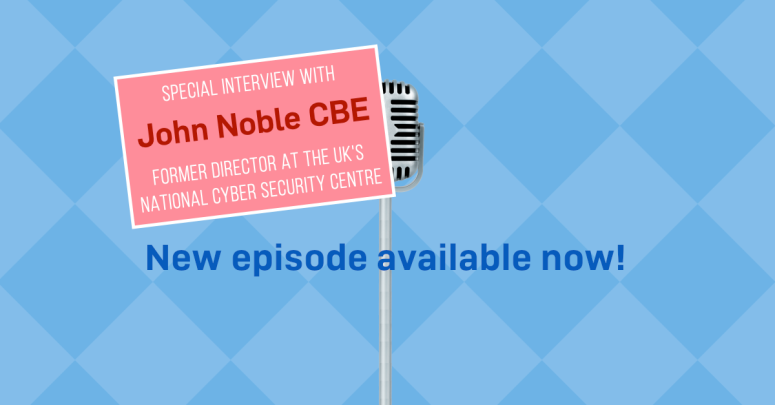 SPECIAL INTERVIEW WITH
John Noble CBE
FORMER DIRECTOR AT THE UK'S
NATIONAL CYBER SECURITY CENTRE
New episode available now!